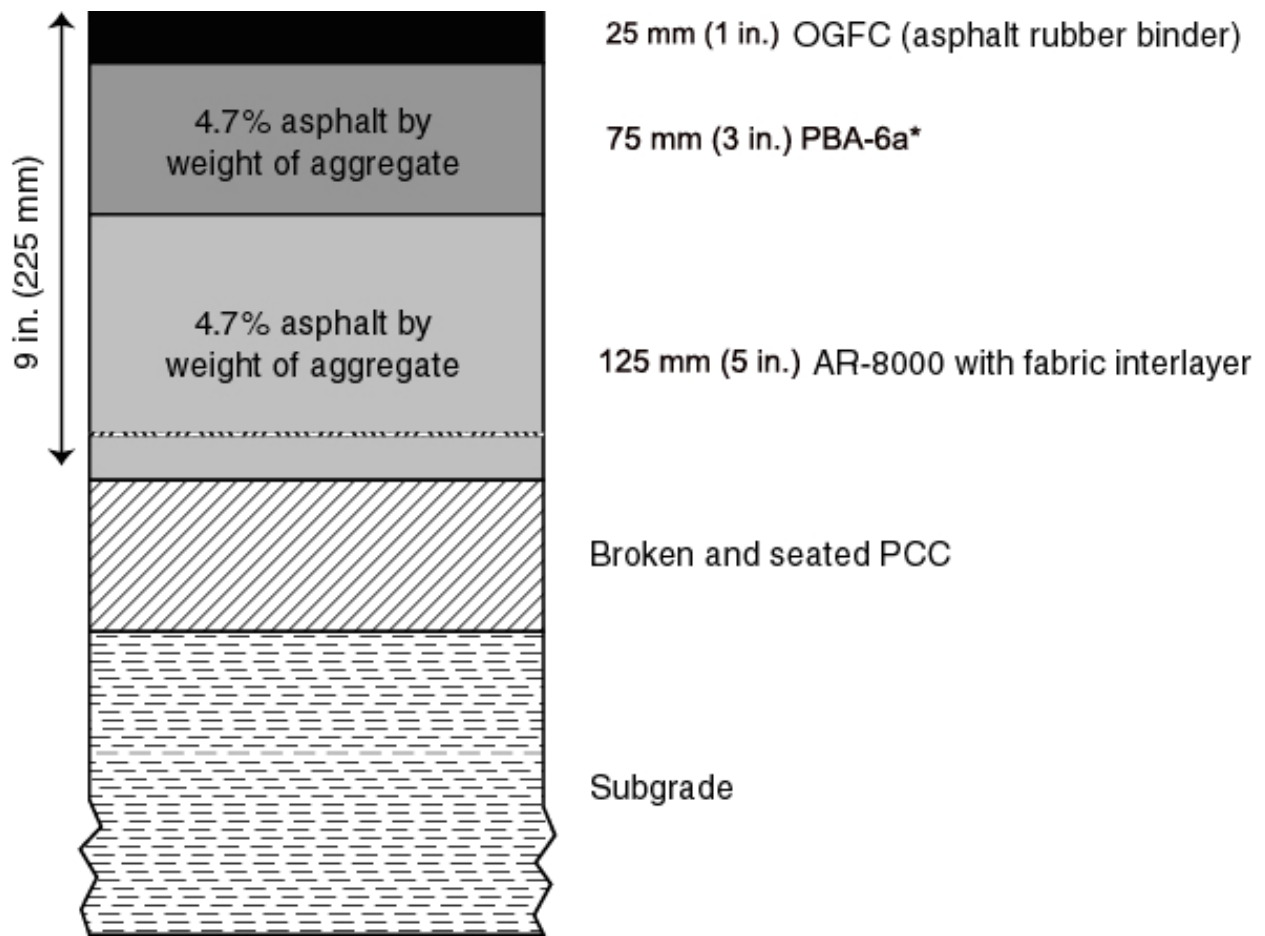 25 mm (1 in.) OGFC (asphalt rubber binder)
4.7% asphalt by
weight of aggregate
75 mm (3 in.) PBA-6a*
9 in. (225 mm)
4.7% asphalt by
weight of aggregate
125 mm (5 in.) AR-8000 with fabric interlayer
Broken and seated PCC
Subgrade